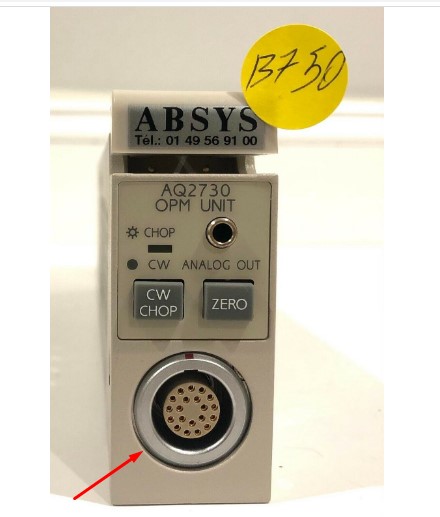 B750
ABSYS
Tél.: 01 49 56 91 00
AQ2730
OPM UNIT
CHOP
CW ANALOG OUT
CW
CHOP
ZERO